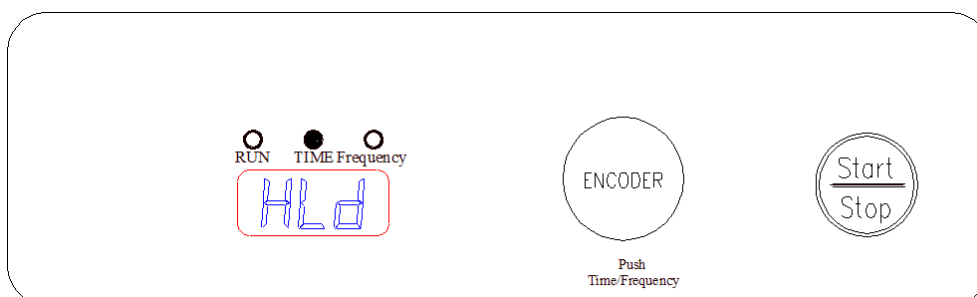 RUN TIME Frequency
HLd
ENCODER
Start
Stop
Push
Time/Frequency